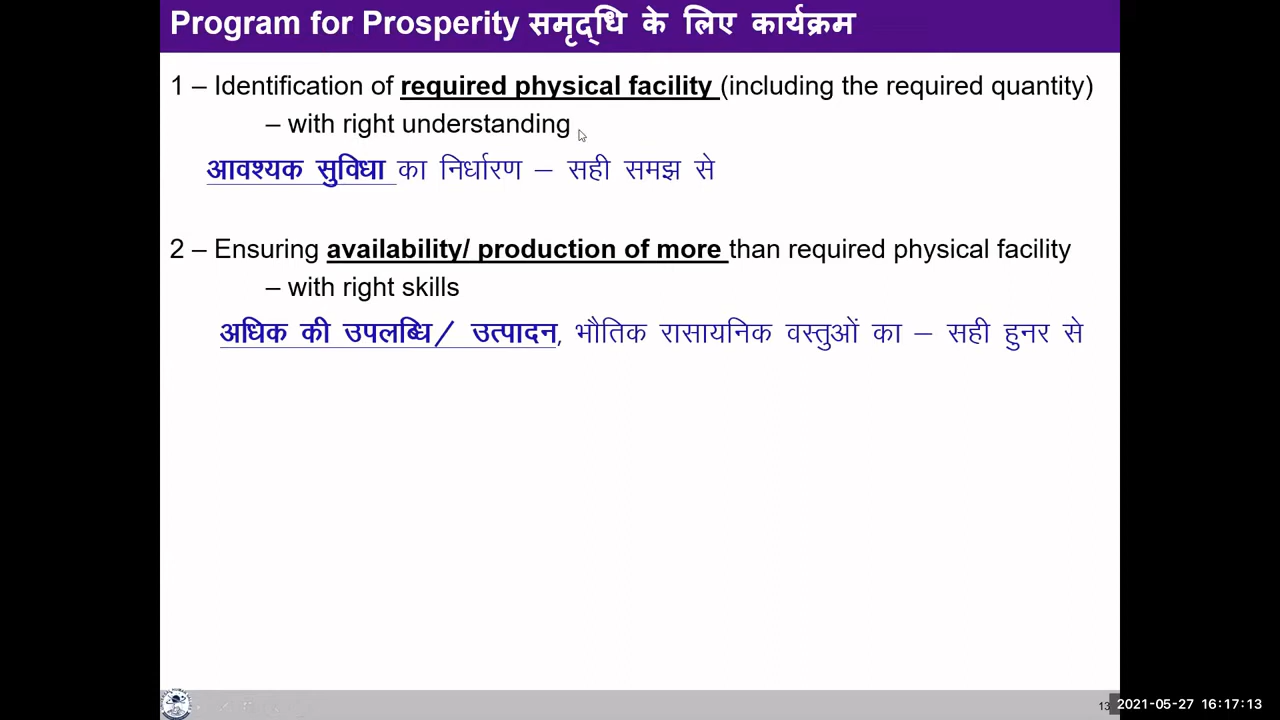 Program for Prosperity समृद्धि के लिए कार्यक्रम
1 – Identification of required physical facility (including the required quantity)
– with right understanding
आवश्यक सुविधा का निर्धारण – सही समझ से
2 – Ensuring availability/ production of more than required physical facility
– with right skills
अधिक की उपलब्धि/ उत्पादन, भौतिक रासायनिक वस्तुओं का – सही हुनर से
13
2021-05-27 16:17:13